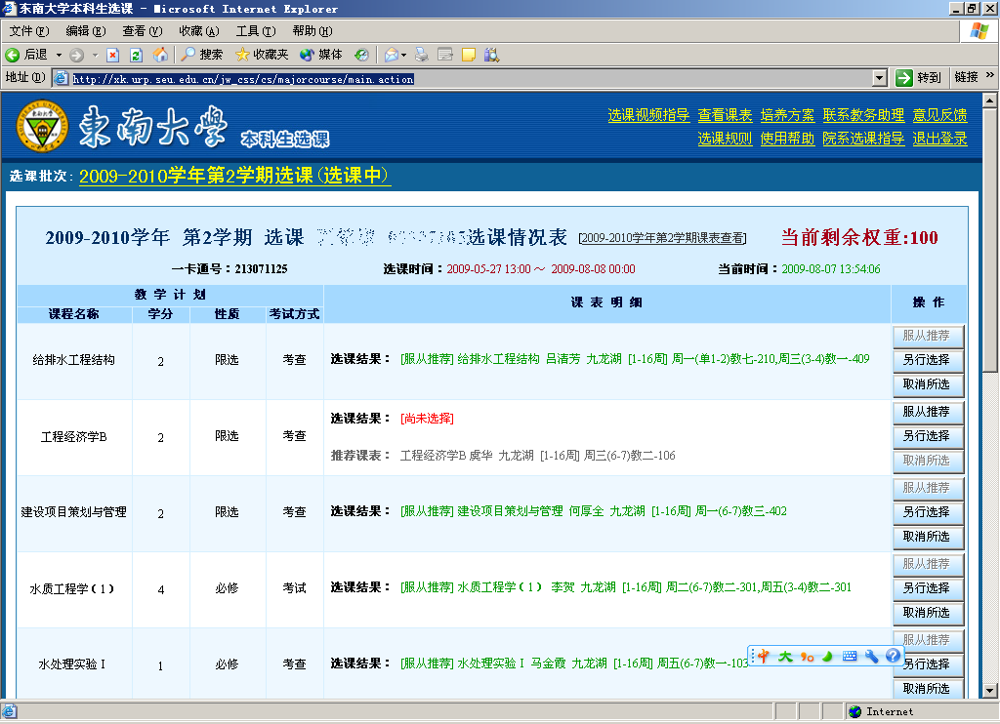 东南大学本科生选课 - Microsoft Internet Explorer
文件(F) 编辑(E) 查看(V) 收藏(A) 工具(T) 帮助(H)
后退 搜索 收藏夹 媒体
地址(D) http://xk.urp.seu.edu.cn/jw_css/cs/majorcourse/main.action 转到 链接 »
东南大学 本科生选课
选课视频指导 查看课表 培养方案 联系教务助理 意见反馈
选课规则 使用帮助 院系选课指导 退出登录
选课批次: 2009-2010学年第2学期选课(选课中)
2009-2010学年 第2学期 选课 选课情况表 [2009-2010学年第2学期课表查看] 当前剩余权重:100
一卡通号：213071125 选课时间：2009-05-27 13:00 ～ 2009-08-08 00:00 当前时间：2009-08-07 13:54:06
教 学 计 划 课 表 明 细 操 作
课程名称 学分 性质 考试方式
给排水工程结构 2 限选 考查 选课结果： [服从推荐] 给排水工程结构 吕清芳 九龙湖 [1-16周] 周一(单1-2)教七-210,周三(3-4)教一-409
服从推荐
另行选择
取消所选
工程经济学B 2 限选 考查 选课结果： [尚未选择]
推荐课表： 工程经济学B 虞华 九龙湖 [1-16周] 周三(6-7)教二-106
服从推荐
另行选择
取消所选
建设项目策划与管理 2 限选 考查 选课结果： [服从推荐] 建设项目策划与管理 何厚全 九龙湖 [1-16周] 周一(6-7)教三-402
服从推荐
另行选择
取消所选
水质工程学（1） 4 必修 考试 选课结果： [服从推荐] 水质工程学（1） 李贺 九龙湖 [1-16周] 周二(6-7)教二-301,周五(3-4)教二-301
服从推荐
另行选择
取消所选
水处理实验Ⅰ 1 必修 考查 选课结果： [服从推荐] 水处理实验Ⅰ 马金霞 九龙湖 [1-16周] 周五(6-7)教一-103
服从推荐
另行选择
取消所选
中 大
Internet